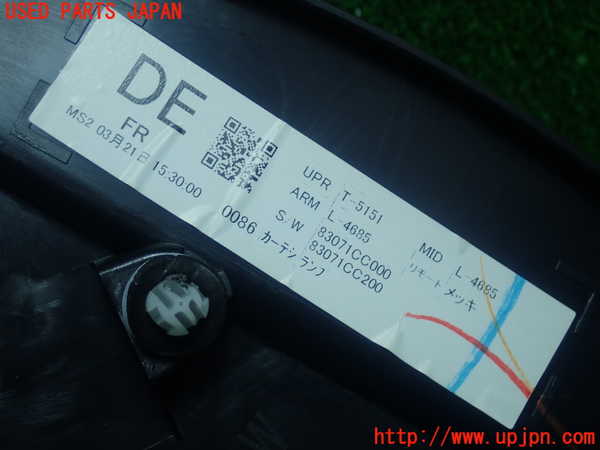 USED PARTS JAPAN
DE
FR
MS2 03月21日 15:30:00
0086 カーテシランプ
UPR T-5151
ARM L-4685
S/W 83071CC000
83071CC200
MID L-4685
リモート メッキ
http://www.upjpn.com